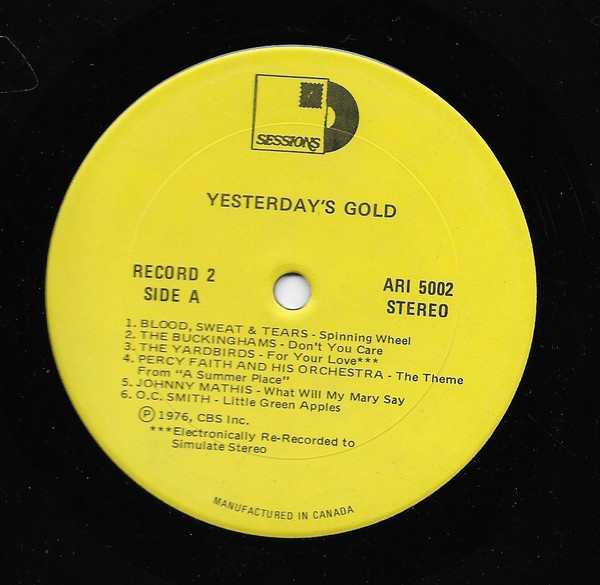 SESSIONS
YESTERDAY'S GOLD
RECORD 2
SIDE A
ARI 5002
STEREO
1. BLOOD, SWEAT & TEARS - Spinning Wheel
2. THE BUCKINGHAMS - Don't You Care
3. THE YARDBIRDS - For Your Love***
4. PERCY FAITH AND HIS ORCHESTRA - The Theme
From "A Summer Place"
5. JOHNNY MATHIS - What Will My Mary Say
6. O.C. SMITH - Little Green Apples
Ⓟ 1976, CBS Inc.
***Electronically Re-Recorded to
Simulate Stereo
MANUFACTURED IN CANADA